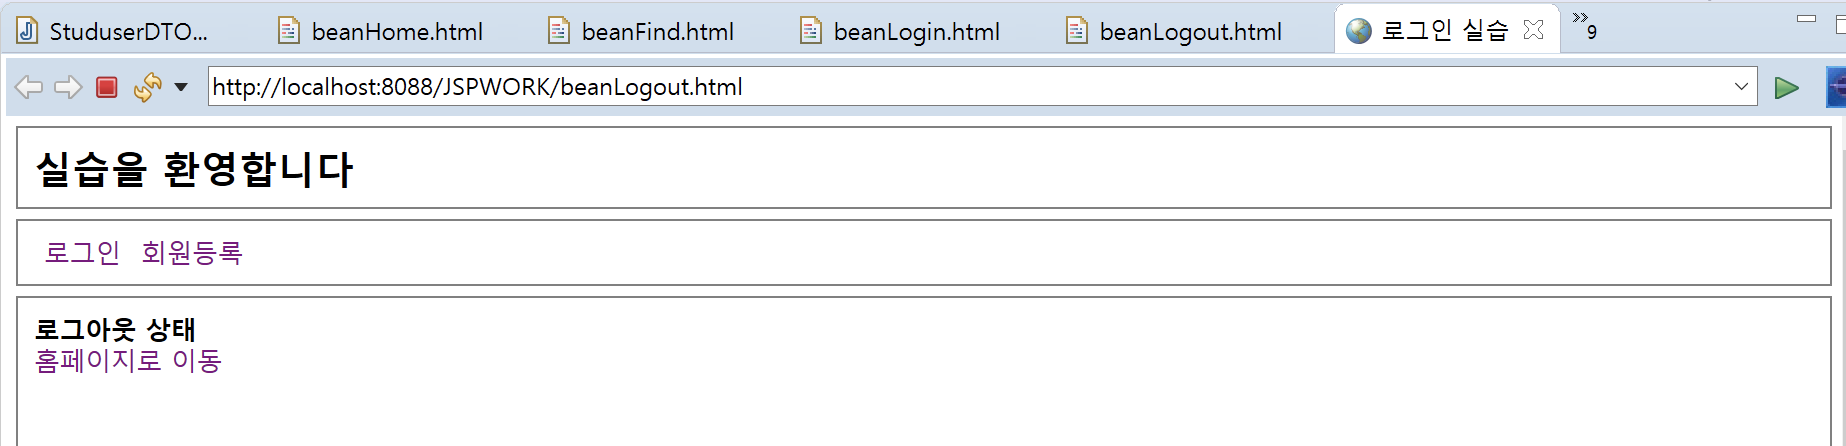 StuduserDTO... beanHome.html beanFind.html beanLogin.html beanLogout.html 로그인 실습 9
http://localhost:8088/JSPWORK/beanLogout.html
실습을 환영합니다
로그인 회원등록
로그아웃 상태
홈페이지로 이동